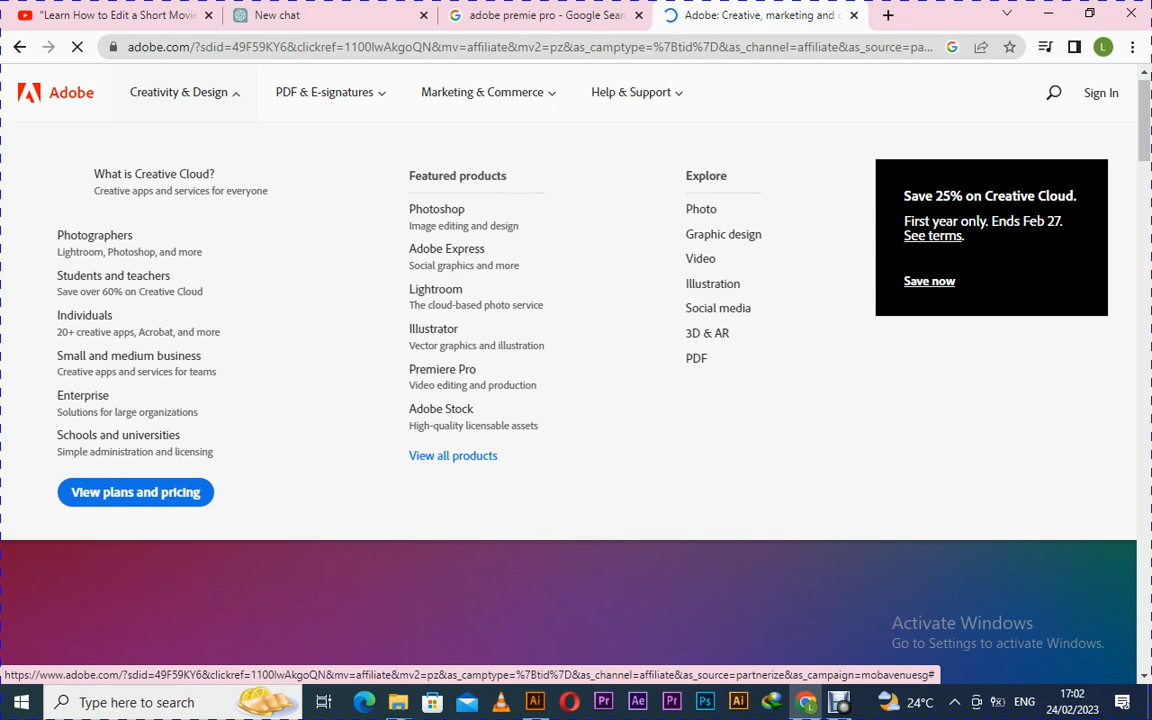 "Learn How to Edit a Short Movie
New chat
adobe premie pro - Google Sear
Adobe: Creative, marketing and
adobe.com/?sdid=49F59KY6&clickref=1100lwAkgoQN&mv=affiliate&mv2=pz&as_camptype=%7Btid%7D&as_channel=affiliate&as_source=pa...
L
Adobe
Creativity & Design
PDF & E-signatures
Marketing & Commerce
Help & Support
Sign In
What is Creative Cloud?
Creative apps and services for everyone
Photographers
Lightroom, Photoshop, and more
Students and teachers
Save over 60% on Creative Cloud
Individuals
20+ creative apps, Acrobat, and more
Small and medium business
Creative apps and services for teams
Enterprise
Solutions for large organizations
Schools and universities
Simple administration and licensing
View plans and pricing
Featured products
Photoshop
Image editing and design
Adobe Express
Social graphics and more
Lightroom
The cloud-based photo service
Illustrator
Vector graphics and illustration
Premiere Pro
Video editing and production
Adobe Stock
High-quality licensable assets
View all products
Explore
Photo
Graphic design
Video
Illustration
Social media
3D & AR
PDF
Save 25% on Creative Cloud.
First year only. Ends Feb 27.
See terms.
Save now
Activate Windows
Go to Settings to activate Windows.
https://www.adobe.com/?sdid=49F59KY6&clickref=1100lwAkgoQN&mv=affiliate&mv2=pz&as_camptype=%7Btid%7D&as_channel=affiliate&as_source=partnerize&as_campaign=mobavenuesg#
Type here to search
Ai
Pr
Ae
Pr
Ps
Ai
24°C
ENG
17:02
24/02/2023